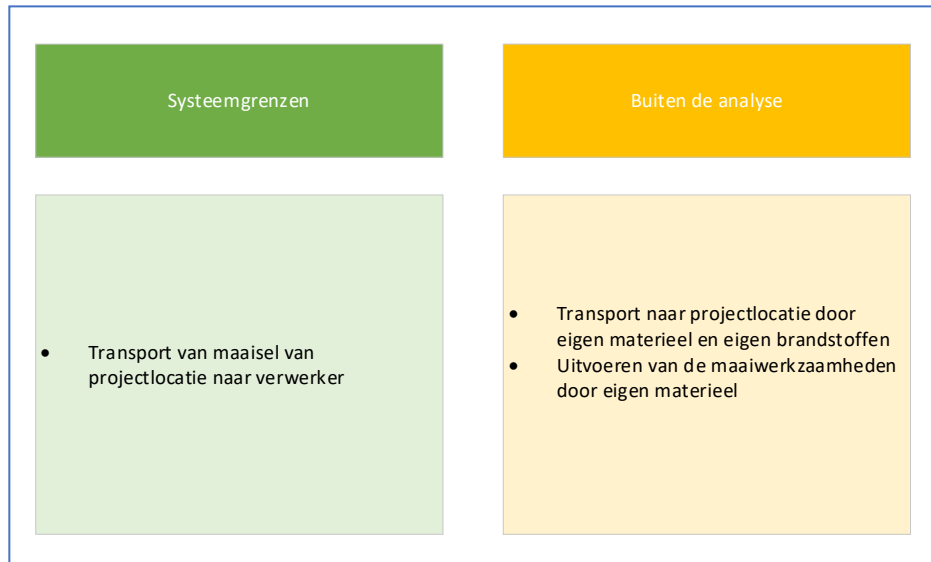 Systeemgrenzen
Buiten de analyse
• Transport van maaisel van
projectlocatie naar verwerker
• Transport naar projectlocatie door
eigen materieel en eigen brandstoffen
• Uitvoeren van de maaiwerkzaamheden
door eigen materieel